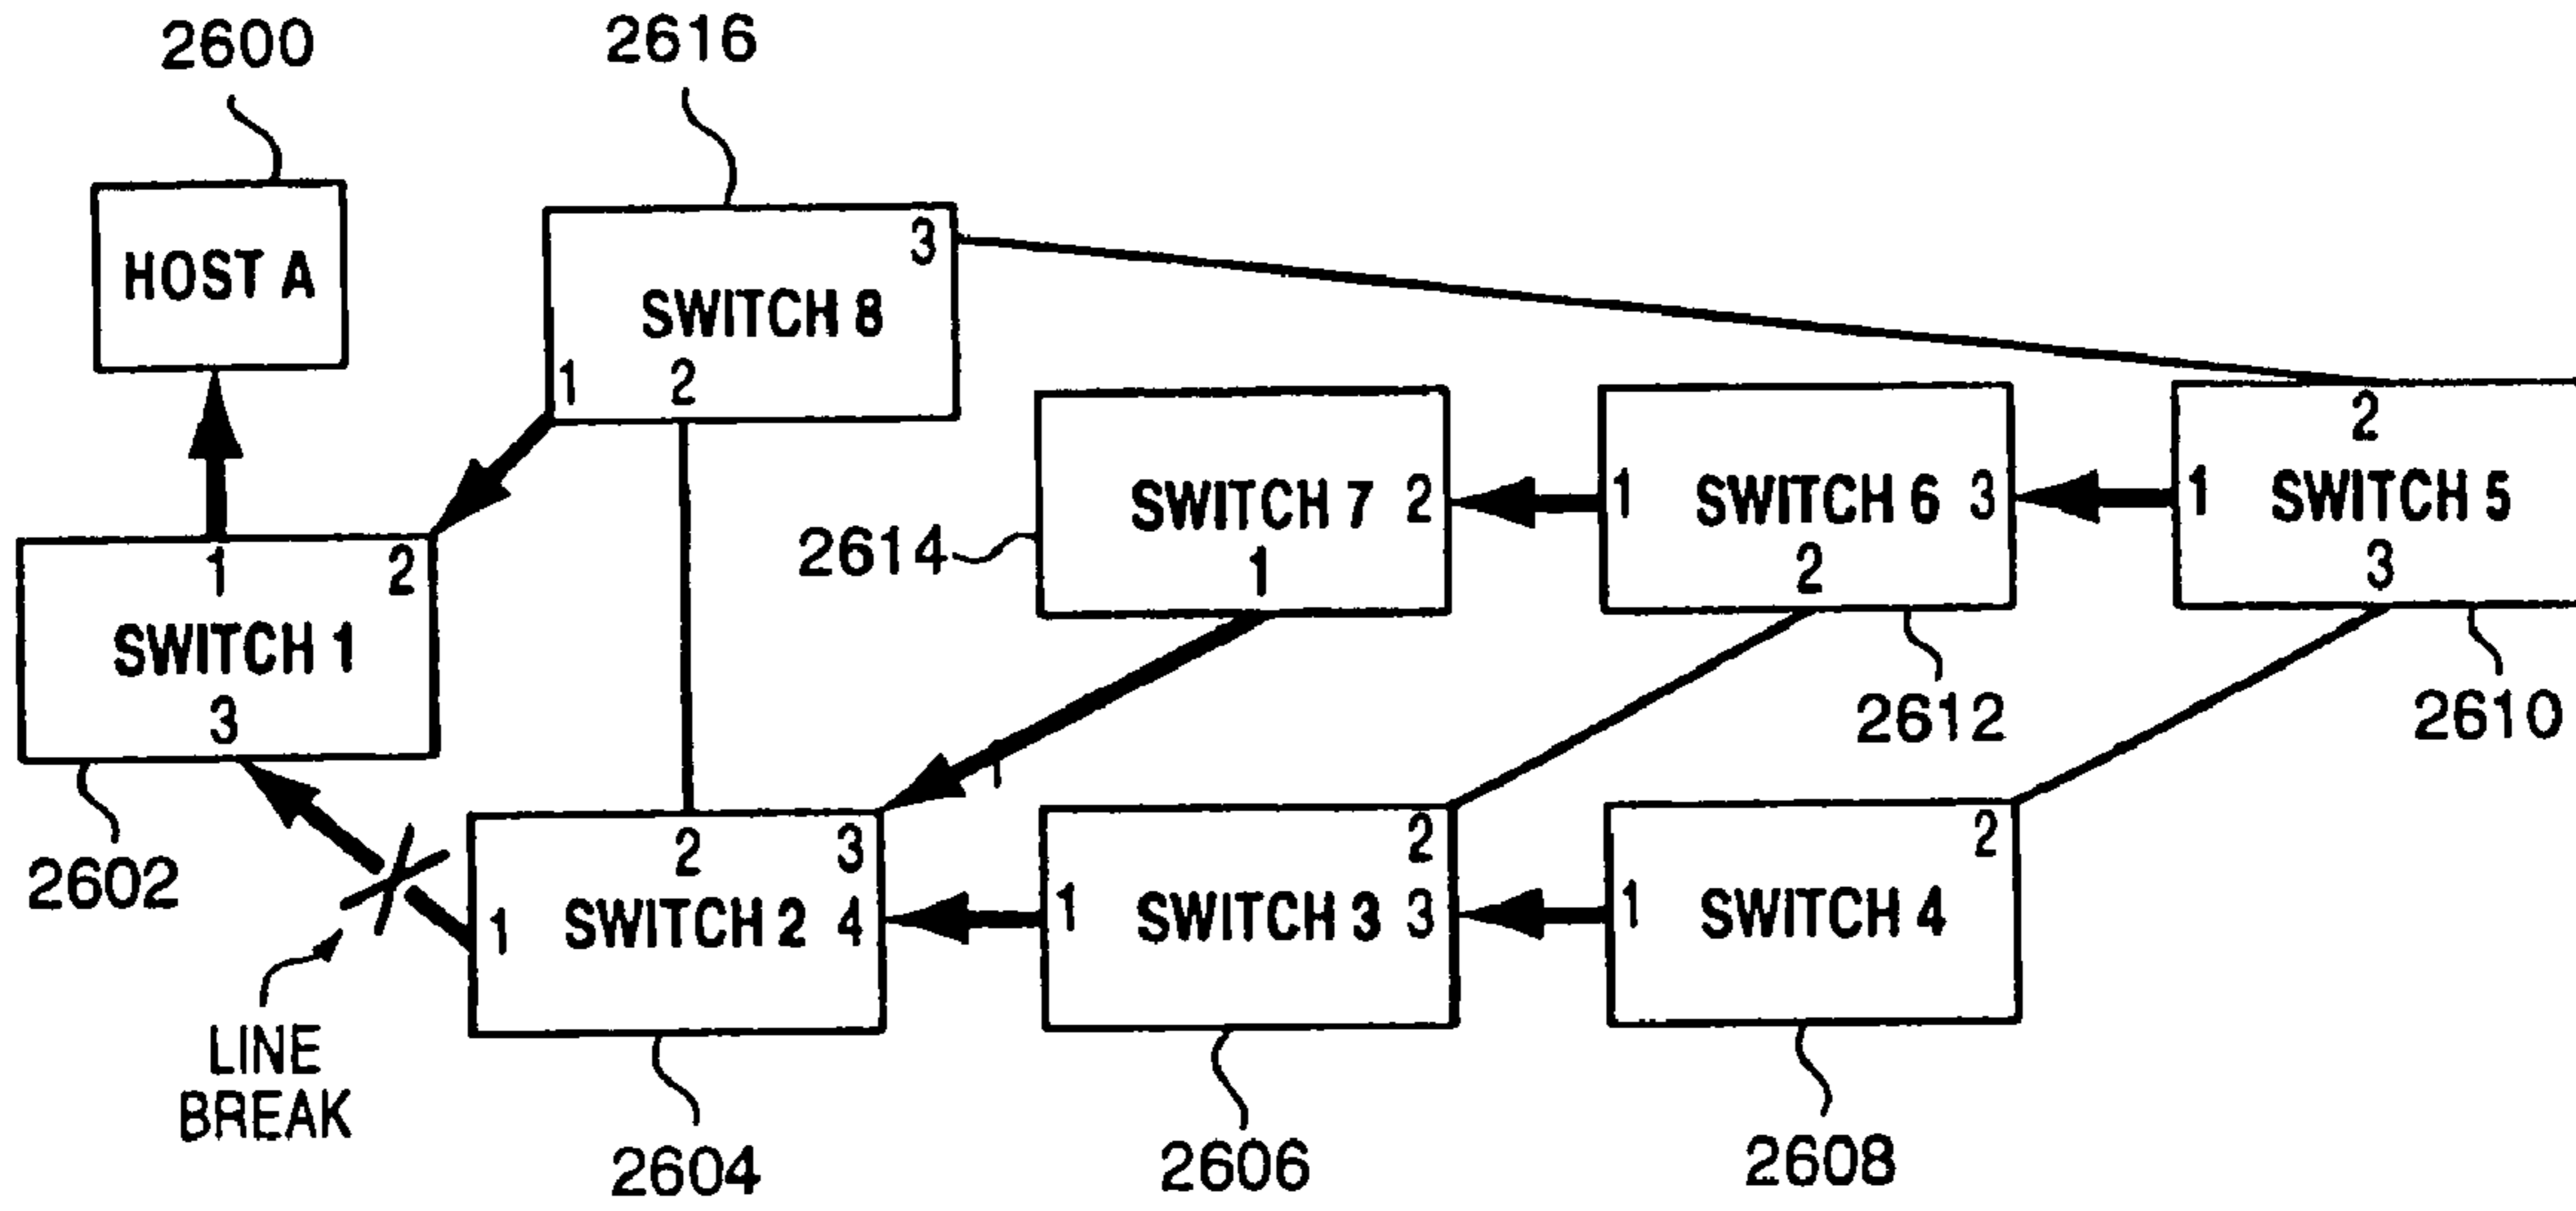 2600
2616
HOST A
3
SWITCH 8
1 2
2
SWITCH 7 2
1
2614
1 SWITCH 6 3
2
1 SWITCH 5
3
1 2
SWITCH 1
3
2612
2610
2602
2 3
1 SWITCH 2 4
2
1 SWITCH 3 3
2
1 SWITCH 4
LINE
BREAK
2604
2606
2608